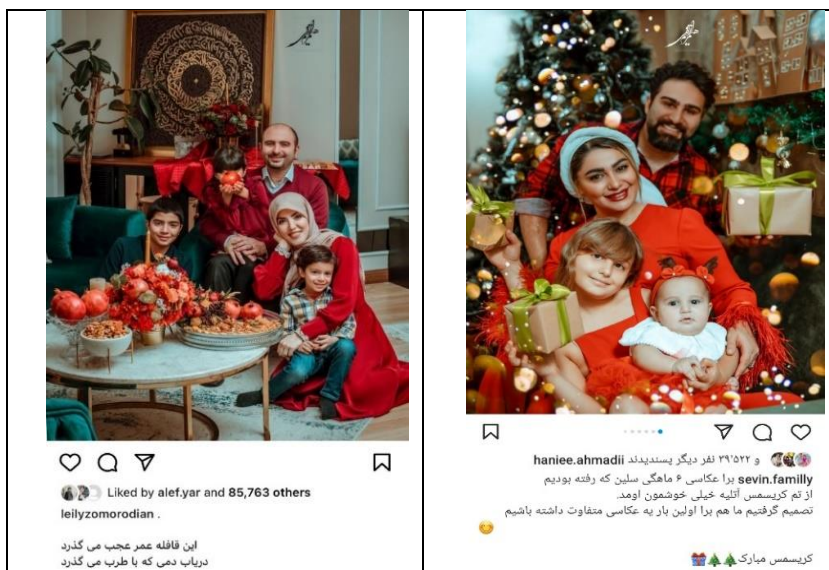 Liked by alef.yar and 85,763 others
leilyzomorodian .
این قافله عمر عجب می گذرد
دریاب دمی که با طرب می گذرد
haniee.ahmadii و ۳۹٬۵۲۲ نفر دیگر پسندیدند
sevin.familly برا عکاسی ۶ ماهگی سلین که رفته بودیم
از تم کریسمس آتلیه خیلی خوشمون اومد.
تصمیم گرفتیم ما هم برا اولین بار یه عکاسی متفاوت داشته باشیم
😊
کریسمس مبارک🎄🎄🎁